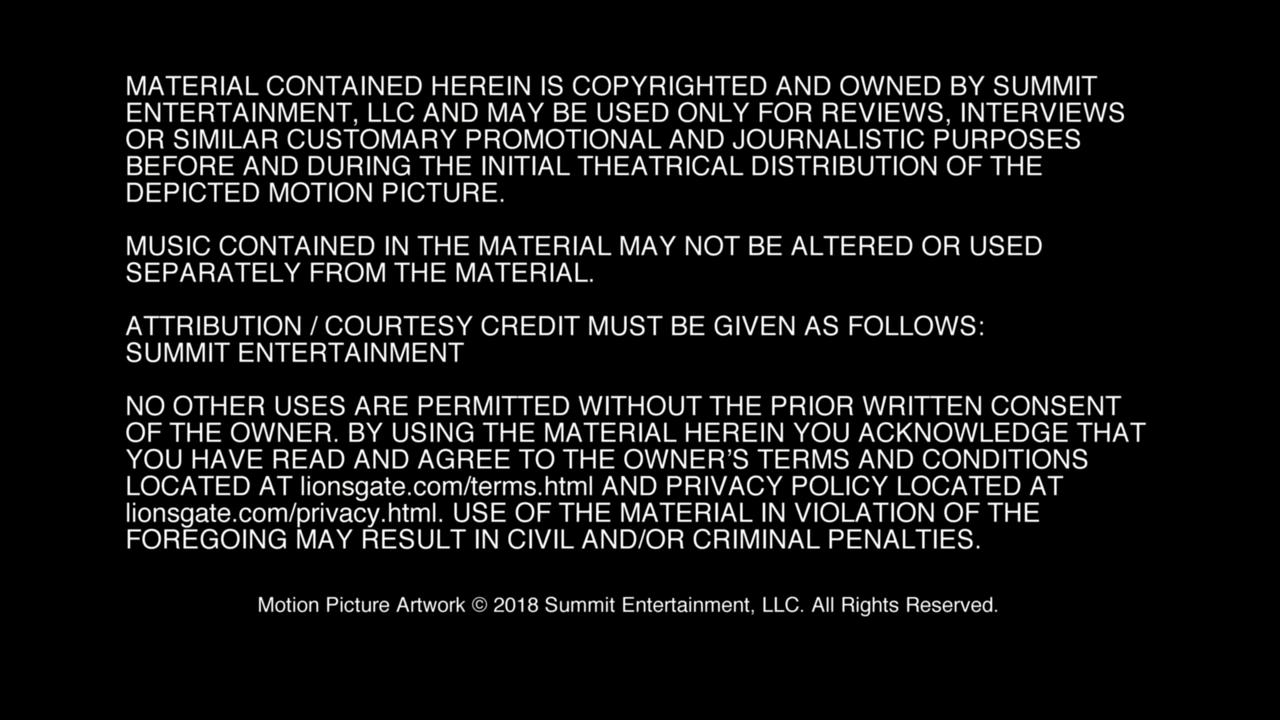 MATERIAL CONTAINED HEREIN IS COPYRIGHTED AND OWNED BY SUMMIT
ENTERTAINMENT, LLC AND MAY BE USED ONLY FOR REVIEWS, INTERVIEWS
OR SIMILAR CUSTOMARY PROMOTIONAL AND JOURNALISTIC PURPOSES
BEFORE AND DURING THE INITIAL THEATRICAL DISTRIBUTION OF THE
DEPICTED MOTION PICTURE.
MUSIC CONTAINED IN THE MATERIAL MAY NOT BE ALTERED OR USED
SEPARATELY FROM THE MATERIAL.
ATTRIBUTION / COURTESY CREDIT MUST BE GIVEN AS FOLLOWS:
SUMMIT ENTERTAINMENT
NO OTHER USES ARE PERMITTED WITHOUT THE PRIOR WRITTEN CONSENT
OF THE OWNER. BY USING THE MATERIAL HEREIN YOU ACKNOWLEDGE THAT
YOU HAVE READ AND AGREE TO THE OWNER’S TERMS AND CONDITIONS
LOCATED AT lionsgate.com/terms.html AND PRIVACY POLICY LOCATED AT
lionsgate.com/privacy.html. USE OF THE MATERIAL IN VIOLATION OF THE
FOREGOING MAY RESULT IN CIVIL AND/OR CRIMINAL PENALTIES.
Motion Picture Artwork © 2018 Summit Entertainment, LLC. All Rights Reserved.